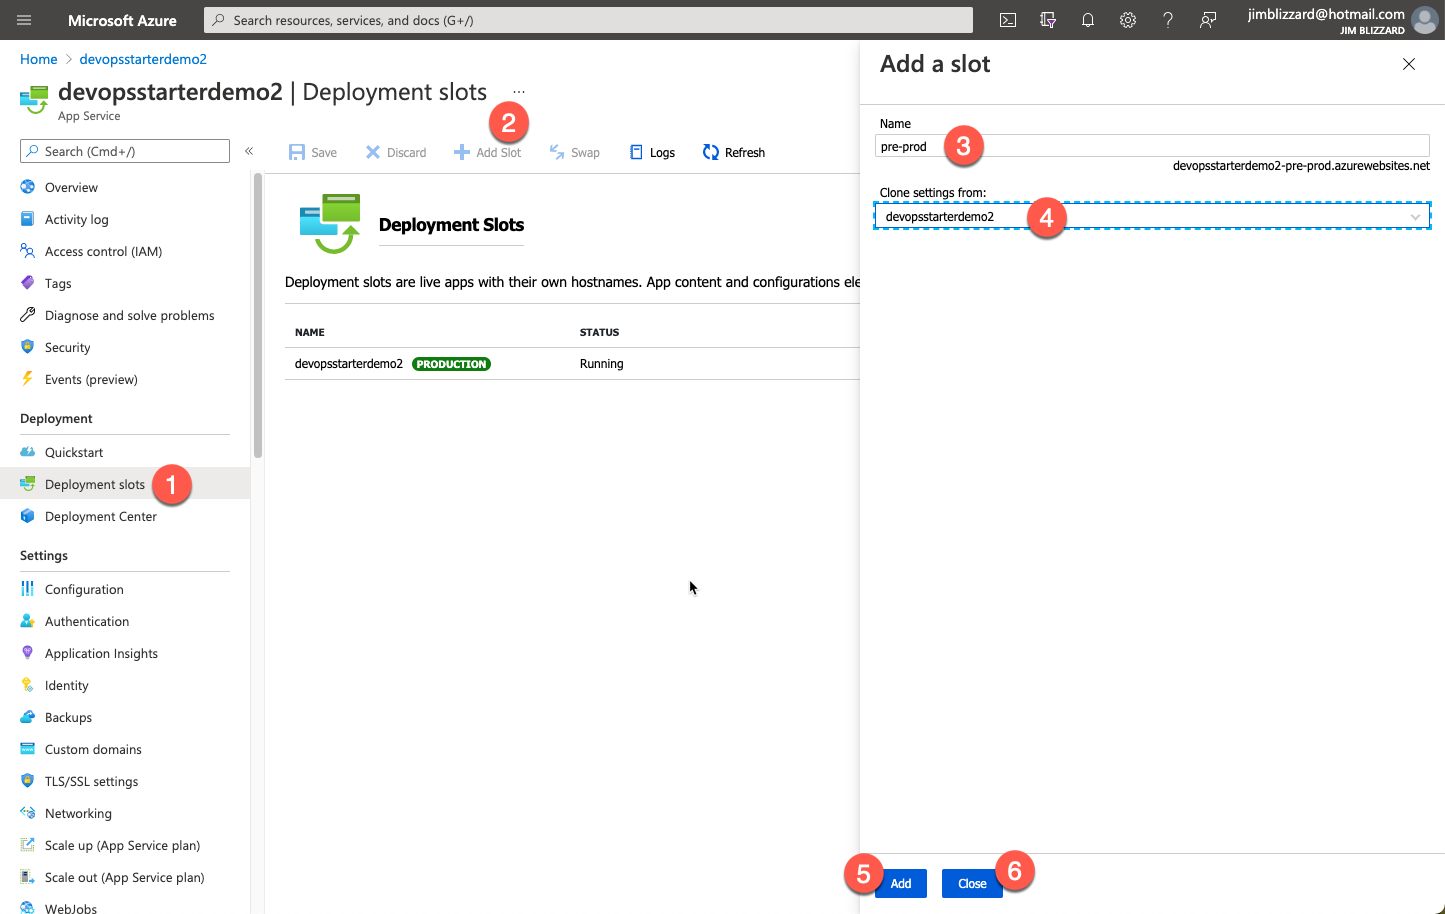 Microsoft Azure
Search resources, services, and docs (G+/)
jimblizzard@hotmail.com
JIM BLIZZARD
Home > devopsstarterdemo2
devopsstarterdemo2 | Deployment slots ...
App Service
Search (Cmd+/)
«
Overview
Activity log
Access control (IAM)
Tags
Diagnose and solve problems
Security
Events (preview)
Deployment
Quickstart
Deployment slots 1
Deployment Center
Settings
Configuration
Authentication
Application Insights
Identity
Backups
Custom domains
TLS/SSL settings
Networking
Scale up (App Service plan)
Scale out (App Service plan)
WebJobs
2
Save Discard Add Slot Swap Logs Refresh
Deployment Slots
Deployment slots are live apps with their own hostnames. App content and configurations ele
NAME STATUS
devopsstarterdemo2 PRODUCTION Running
Add a slot
Name
pre-prod 3
devopsstarterdemo2-pre-prod.azurewebsites.net
Clone settings from:
devopsstarterdemo2 4
5 Add Close 6